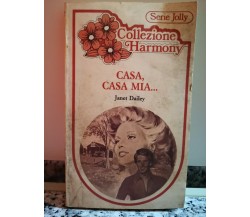 Serie Jolly
Collezione
Harmony
CASA,
CASA MIA...
Janet Dailey